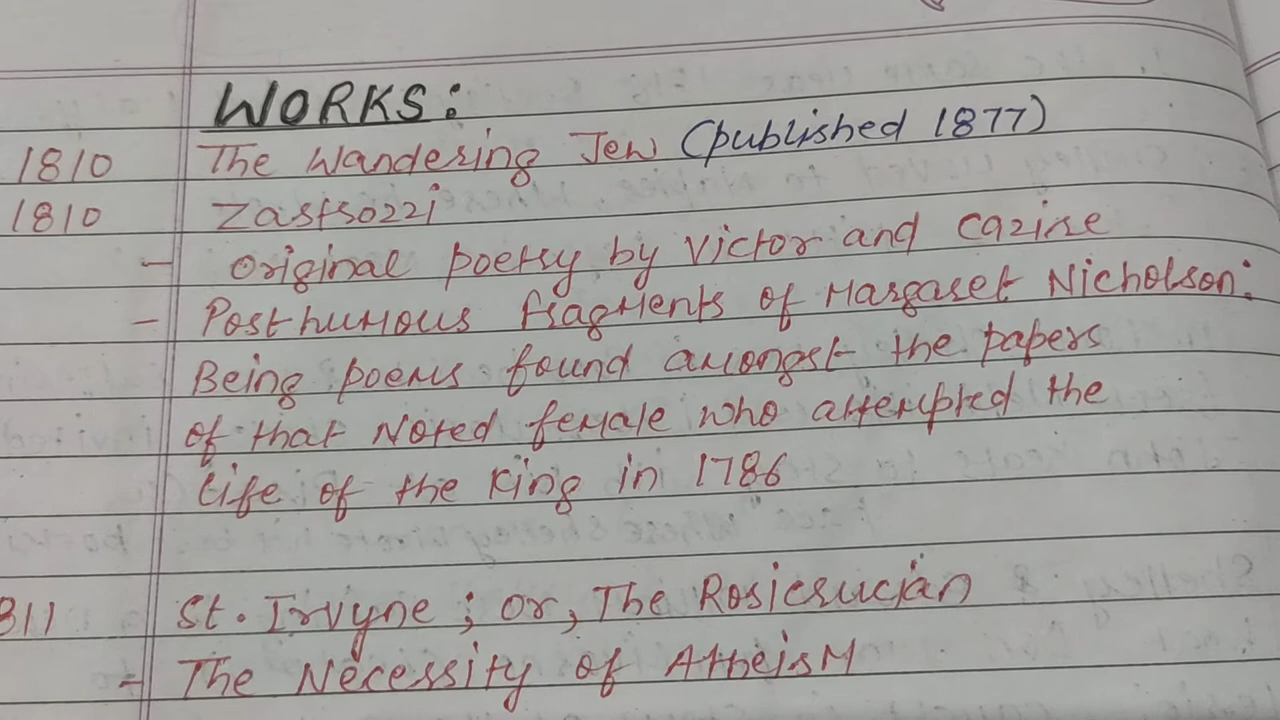 WORKS:
1810 The Wandering Jew (published 1877)
1810 Zastrozzi
- Original poetry by Victor and Cazire
- Posthumous fragments of Margaret Nicholson:
Being poems found amongst the papers
of that Noted female who attempted the
life of the King in 1786
811 St. Irvyne ; or, The Rosicrucian
- The Necessity of Atheism